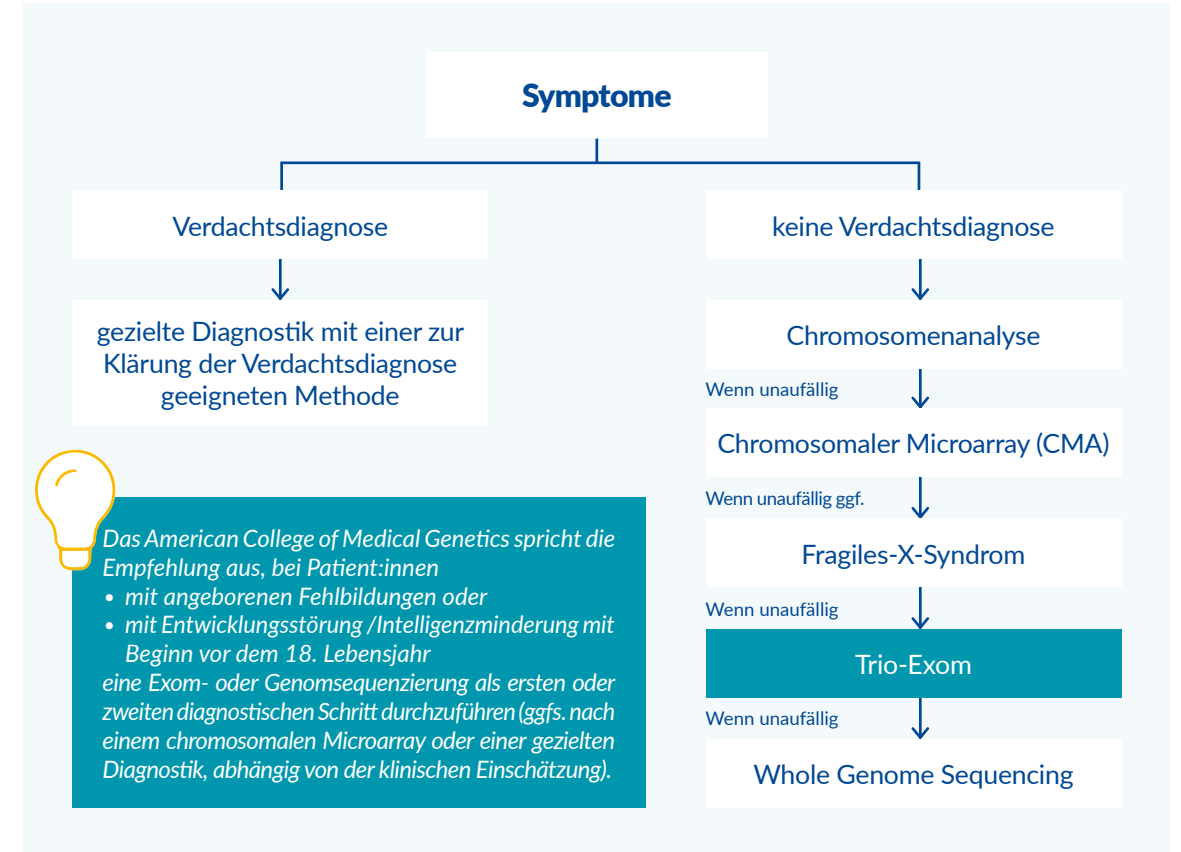 Symptome
Verdachtsdiagnose
gezielte Diagnostik mit einer zur
Klärung der Verdachtsdiagnose
geeigneten Methode
keine Verdachtsdiagnose
Chromosomenanalyse
Wenn unaufällig
Chromosomaler Microarray (CMA)
Wenn unaufällig ggf.
Fragiles-X-Syndrom
Wenn unaufällig
Trio-Exom
Wenn unaufällig
Whole Genome Sequencing
Das American College of Medical Genetics spricht die
Empfehlung aus, bei Patient:innen
• mit angeborenen Fehlbildungen oder
• mit Entwicklungsstörung /Intelligenzminderung mit
Beginn vor dem 18. Lebensjahr
eine Exom- oder Genomsequenzierung als ersten oder
zweiten diagnostischen Schritt durchzuführen (ggfs. nach
einem chromosomalen Microarray oder einer gezielten
Diagnostik, abhängig von der klinischen Einschätzung).